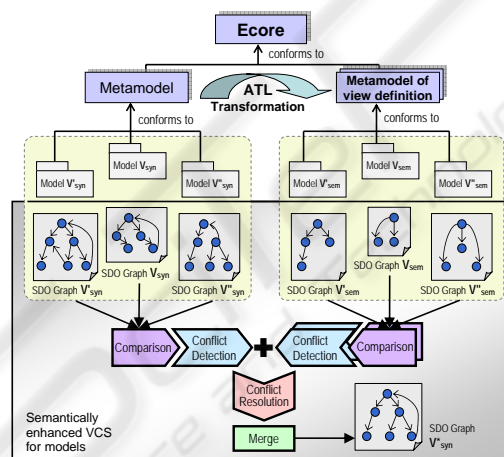 Ecore
conforms to
Metamodel
ATL
Transformation
Metamodel of
view definition
conforms to
conforms to
Model V'syn
Model Vsyn
Model V"syn
Model V'sem
Model Vsem
Model V"sem
SDO Graph V'syn
SDO Graph Vsyn
SDO Graph V"syn
SDO Graph V'sem
SDO Graph Vsem
SDO Graph V"sem
Comparison
Conflict
Detection
+
Conflict
Detection
Comparison
Conflict
Resolution
Merge
SDO Graph
V*syn
Semantically
enhanced VCS
for models